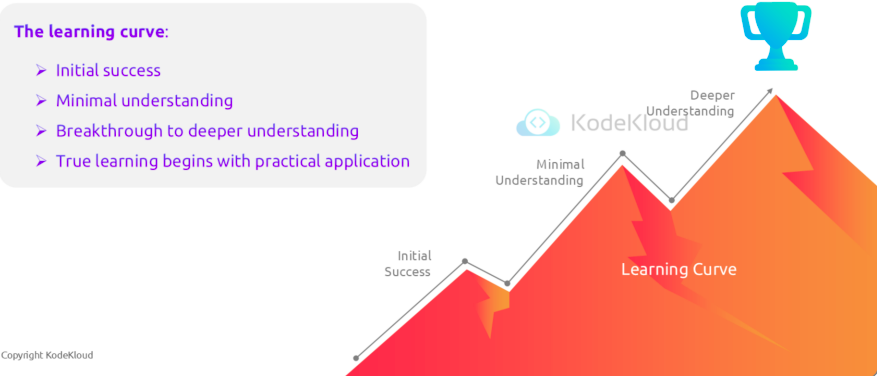 The learning curve:
➢ Initial success
➢ Minimal understanding
➢ Breakthrough to deeper understanding
➢ True learning begins with practical application
Deeper
Understanding
KodeKloud
Minimal
Understanding
Initial
Success
Learning Curve
Copyright KodeKloud